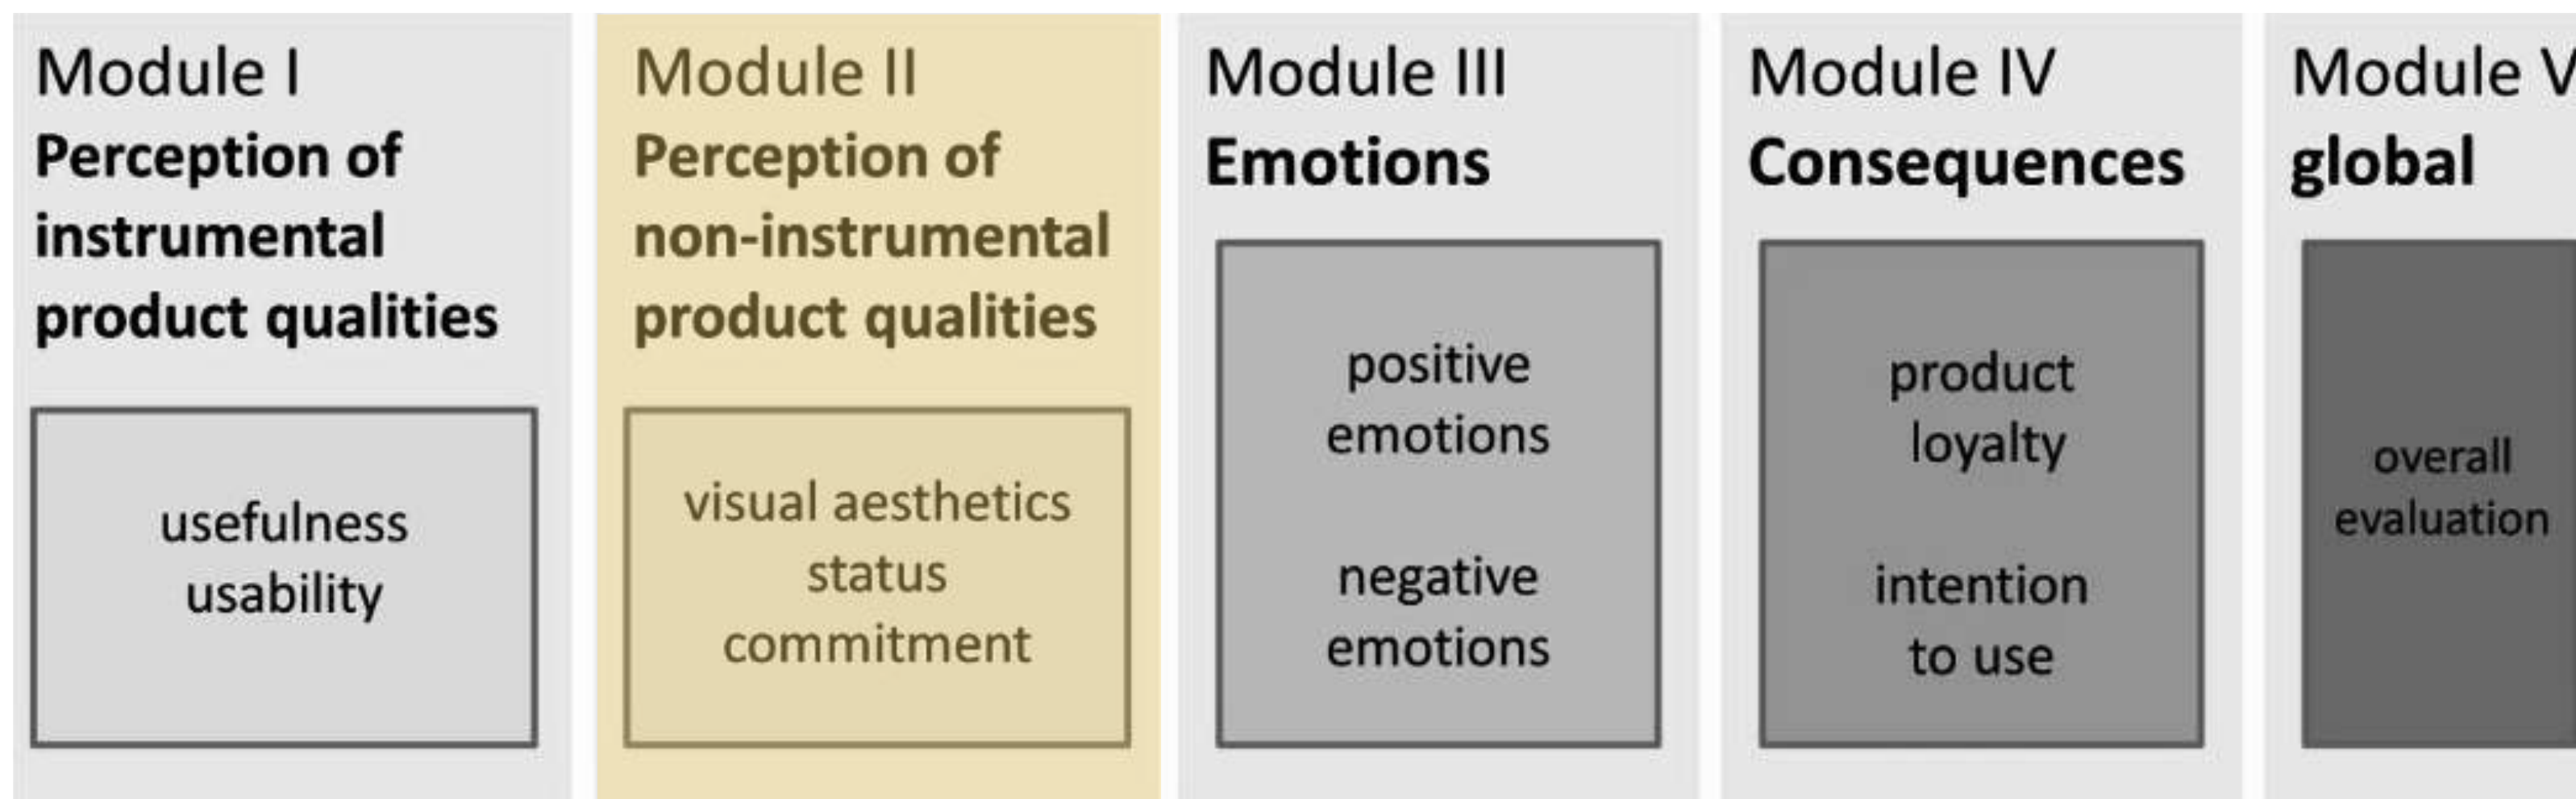 Module I
Perception of
instrumental
product qualities
usefulness
usability
Module II
Perception of
non-instrumental
product qualities
visual aesthetics
status
commitment
Module III
Emotions
positive
emotions
negative
emotions
Module IV
Consequences
product
loyalty
intention
to use
Module V
global
overall
evaluation